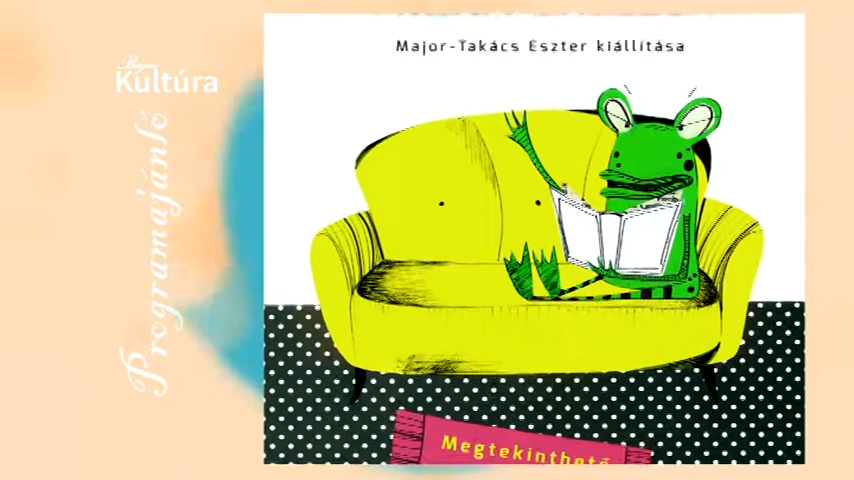 Major-Takács Eszter kiállítása
Kultúra
Programajánló
Megtekinthető